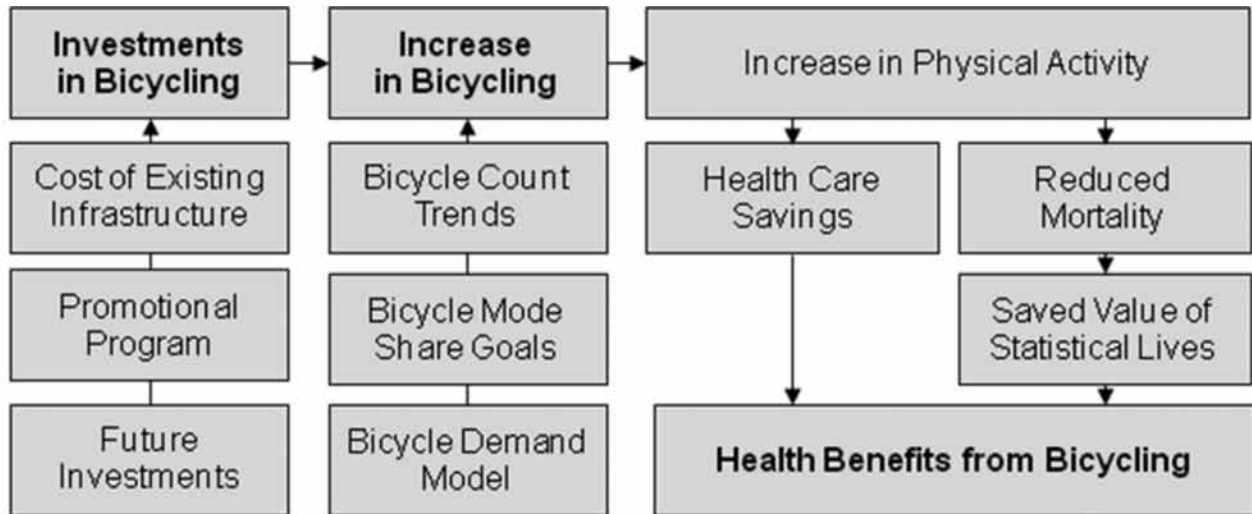 Investments
in Bicycling
Increase
in Bicycling
Increase in Physical Activity
Cost of Existing
Infrastructure
Bicycle Count
Trends
Health Care
Savings
Reduced
Mortality
Promotional
Program
Bicycle Mode
Share Goals
Saved Value of
Statistical Lives
Future
Investments
Bicycle Demand
Model
Health Benefits from Bicycling